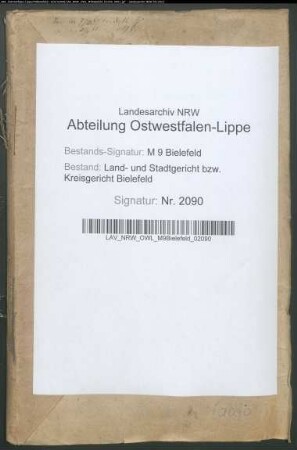 Landesarchiv NRW
Abteilung Ostwestfalen-Lippe
Bestands-Signatur: M 9 Bielefeld
Bestand: Land- und Stadtgericht bzw.
Kreisgericht Bielefeld
Signatur: Nr. 2090
LAV_NRW_OWL_M9Bielefeld_02090